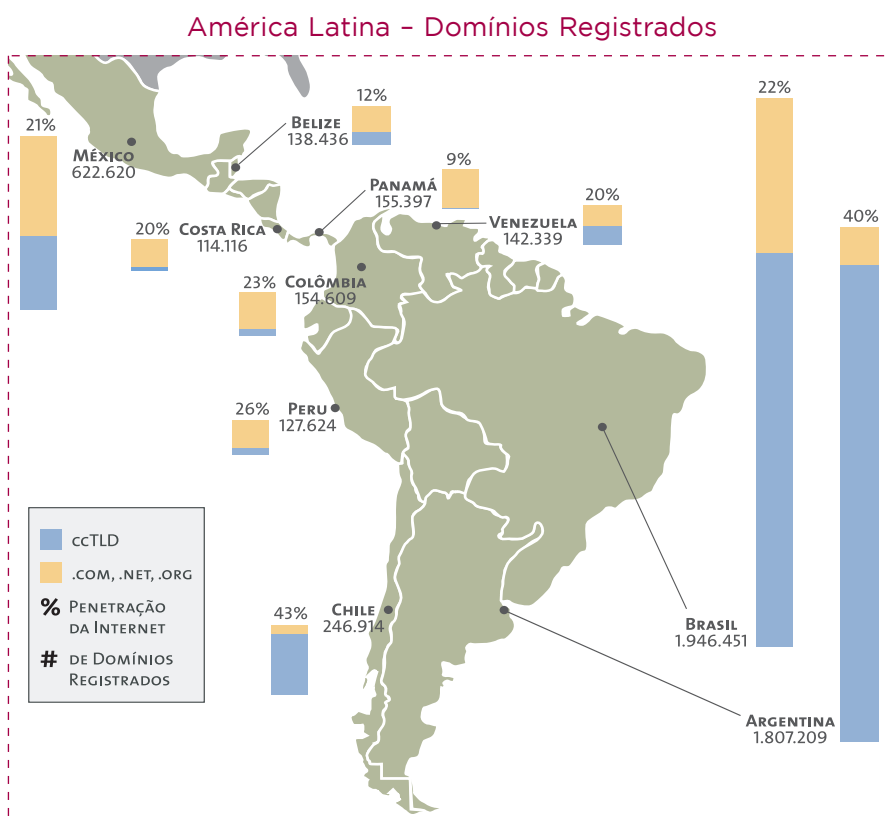 América Latina – Domínios Registrados
22%
12%
21%
BELIZE
138.436
MÉXICO
622.620
9%
PANAMÁ
155.397
20%
VENEZUELA
142.339
40%
20%
COSTA RICA
114.116
23%
COLÔMBIA
154.609
26%
PERU
127.624
ccTLD
.COM, .NET, .ORG
% PENETRAÇÃO
DA INTERNET
# DE DOMÍNIOS
REGISTRADOS
43%
CHILE
246.914
BRASIL
1.946.451
ARGENTINA
1.807.209